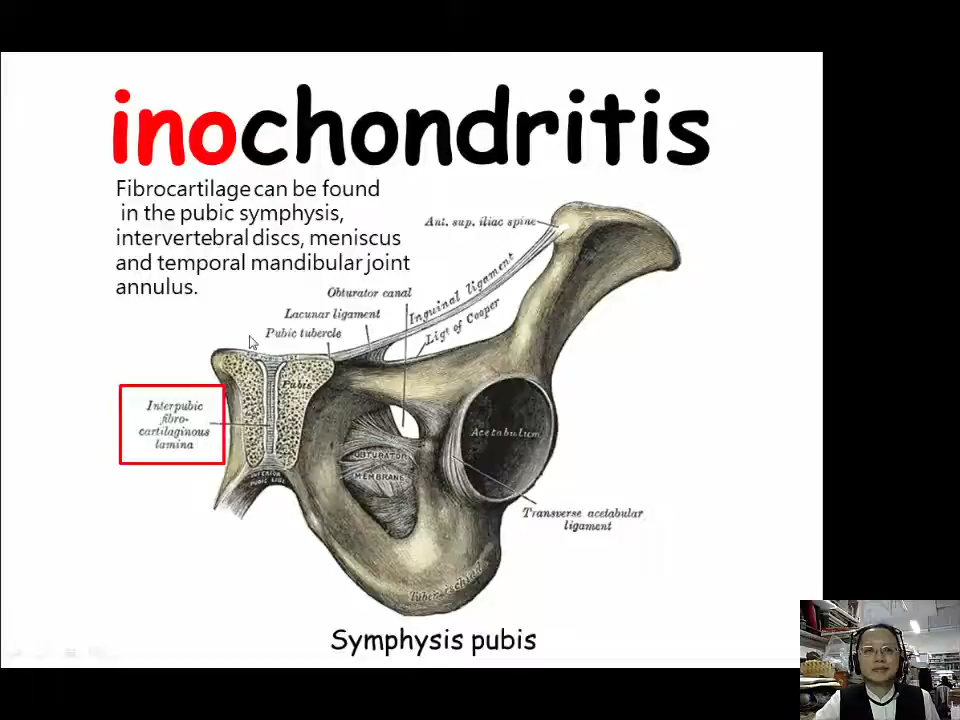 inochondritis
Fibrocartilage can be found
in the pubic symphysis,
intervertebral discs, meniscus
and temporal mandibular joint
annulus.
Ant. sup. iliac spine
Inguinal ligament
Obturator canal
Lacunar ligament
Ligt of Cooper
Pubic tubercle
Pubis
Interpubic
fibro-
cartilaginous
lamina
Acetabulum
OBTURATOR
MEMBRANE
Transverse acetabular
ligament
Symphysis pubis